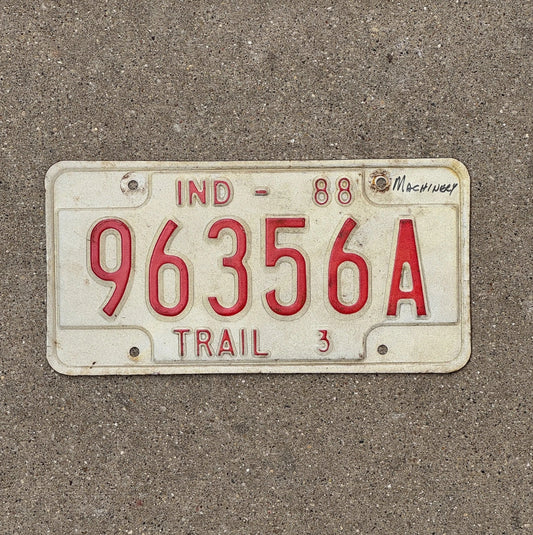 IND - 88 MACHINERY
96356A
TRAIL 3